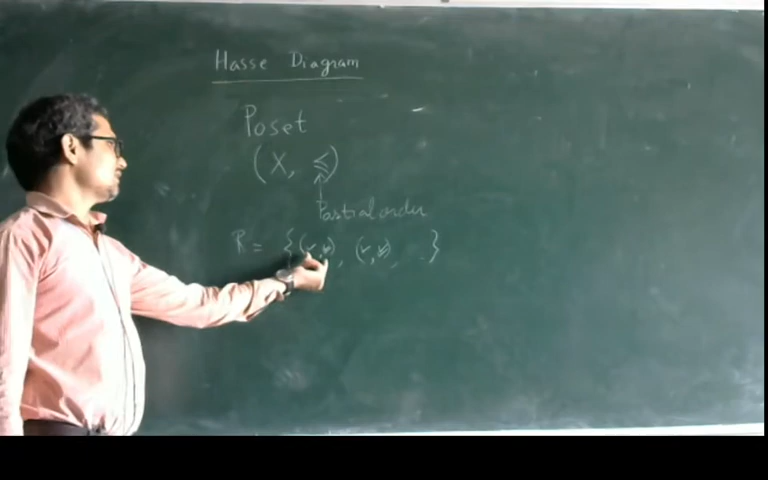 Hasse Diagram
Poset
(X, ≤)
Partial order
R = {( , ), ( , ), .. }